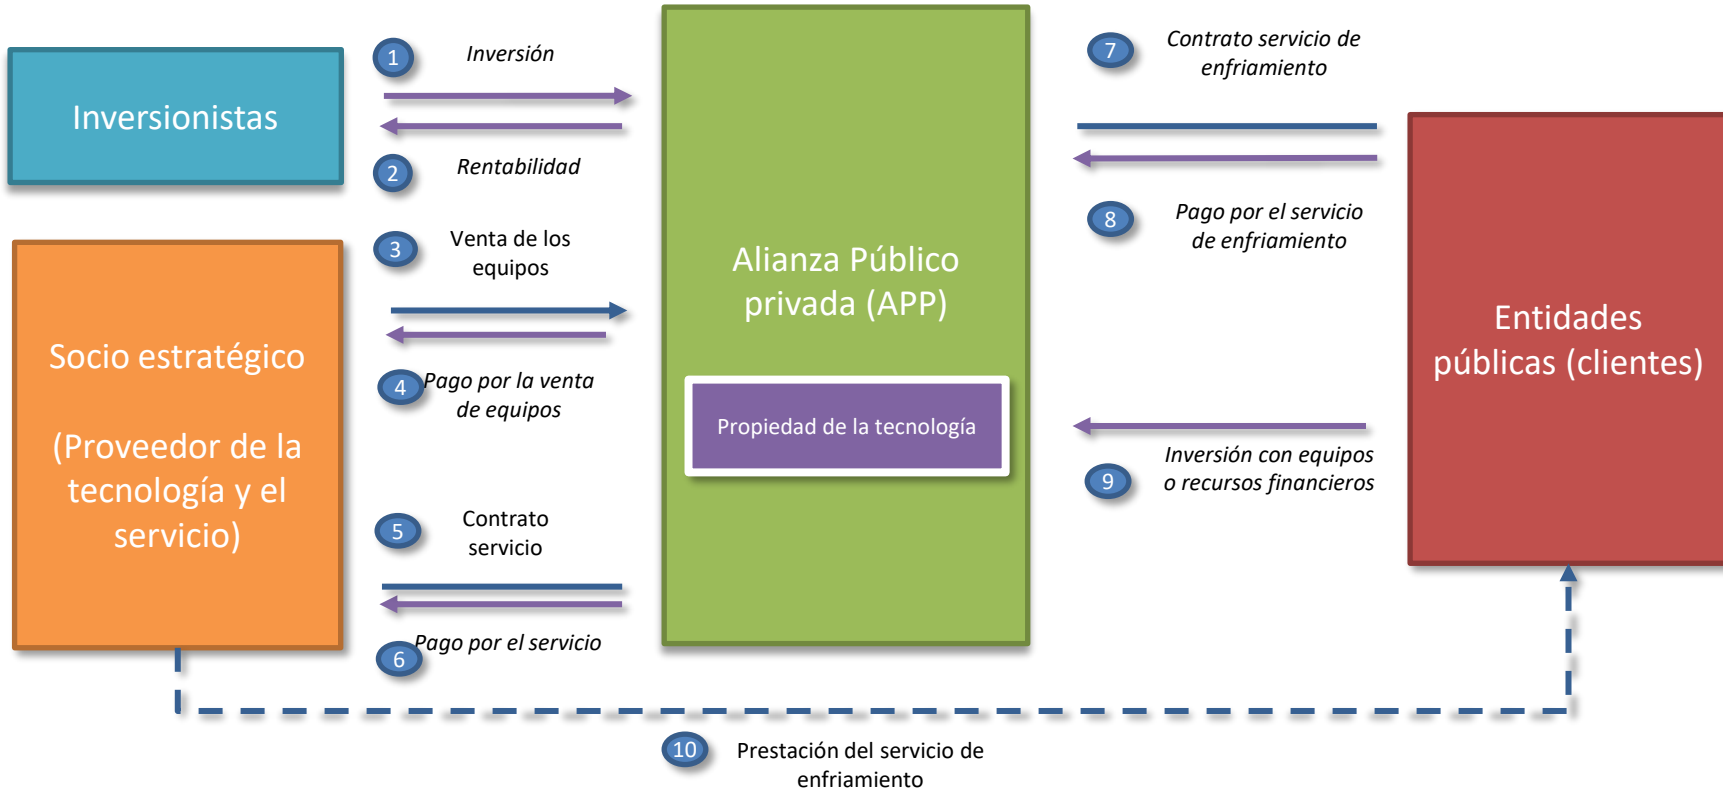 Inversionistas
1
Inversión
2
Rentabilidad
3
Venta de los
equipos
Socio estratégico
(Proveedor de la
tecnología y el
servicio)
4
Pago por la venta
de equipos
5
Contrato
servicio
6
Pago por el servicio
Alianza Público
privada (APP)
Propiedad de la tecnología
7
Contrato servicio de
enfriamiento
8
Pago por el servicio
de enfriamiento
9
Inversión con equipos
o recursos financieros
Entidades
públicas (clientes)
10
Prestación del servicio de
enfriamiento